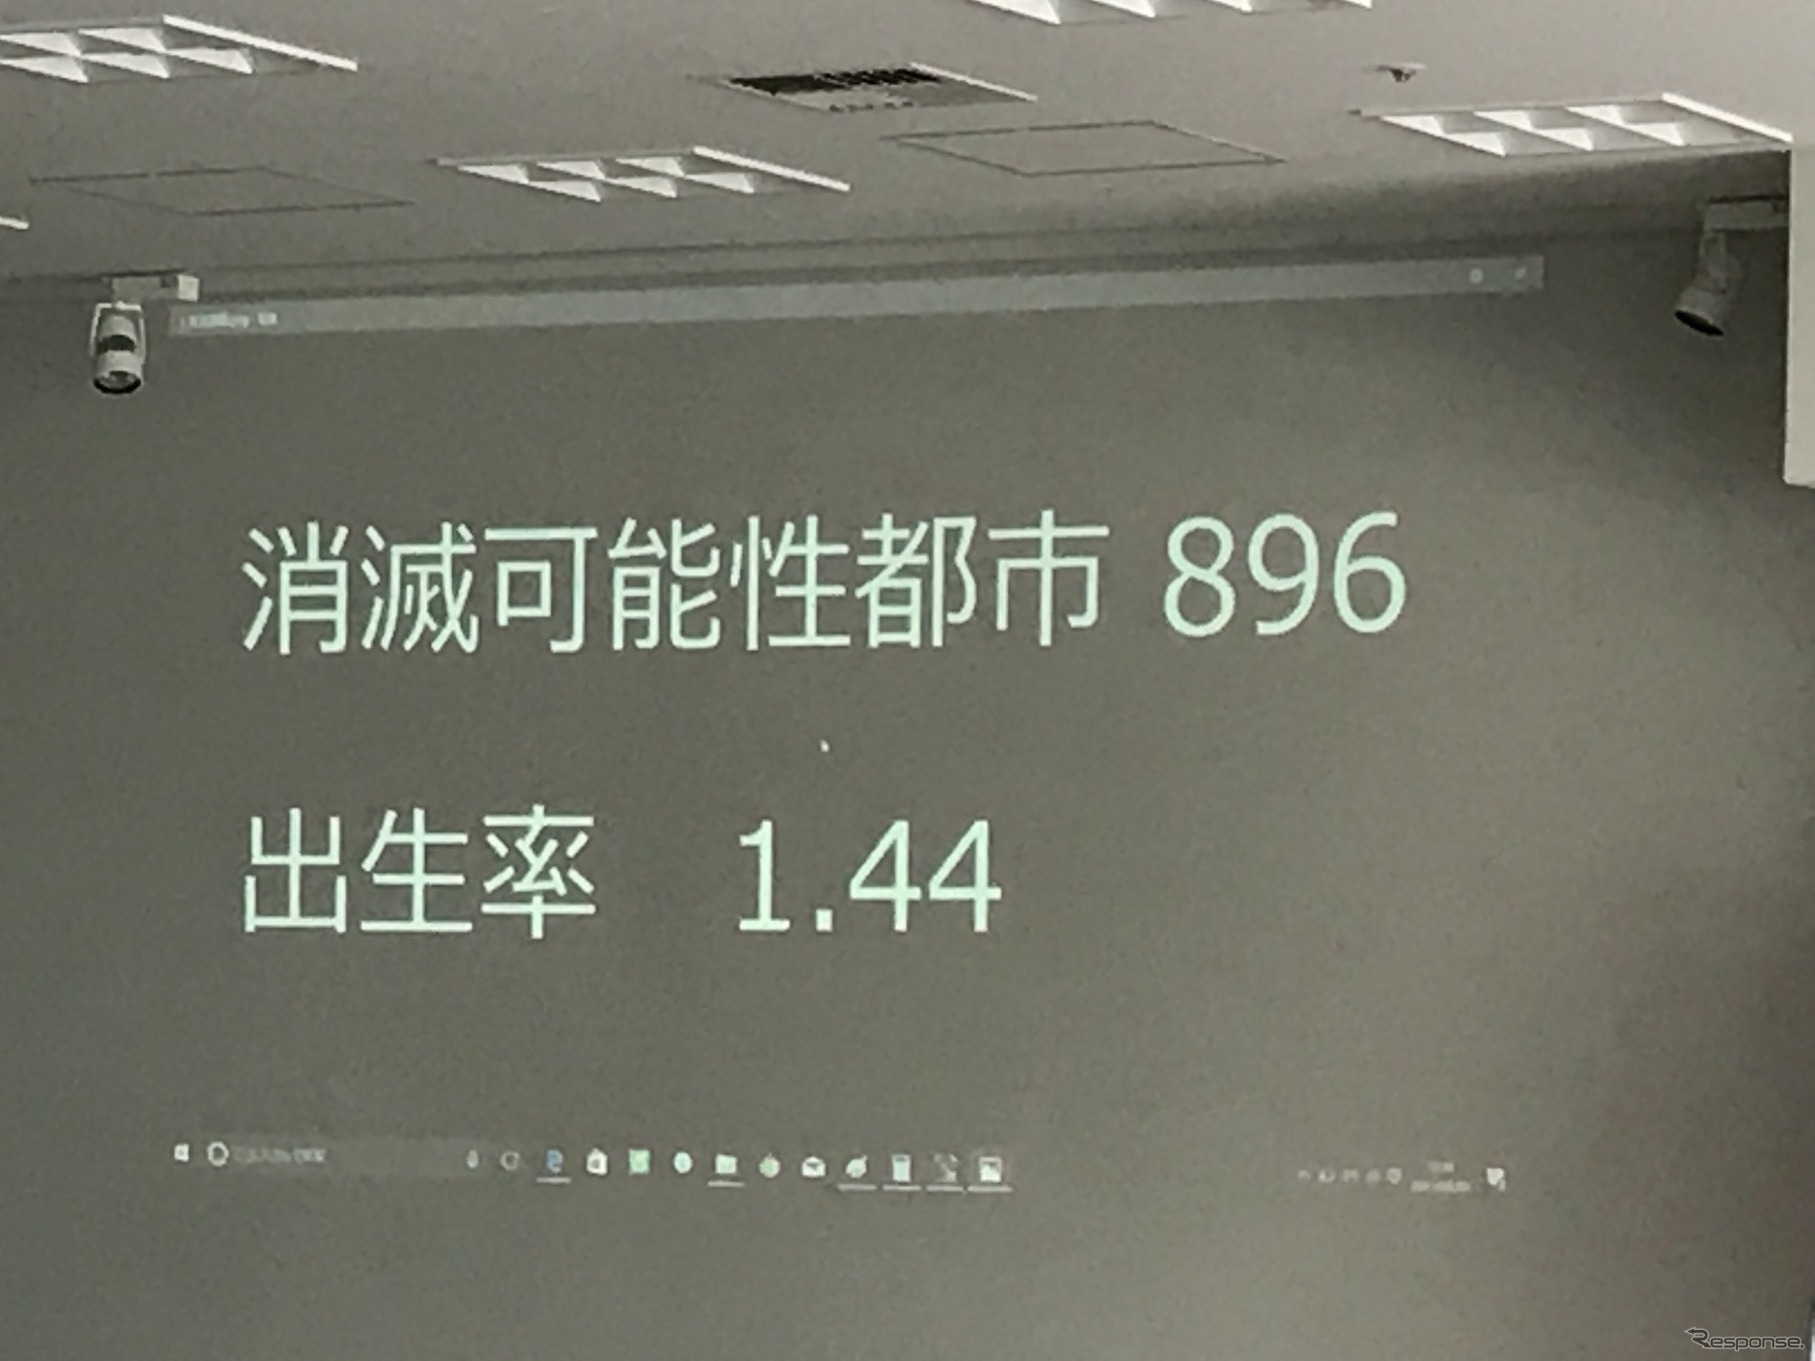 消滅可能性都市 896
出生率 1.44
Response.